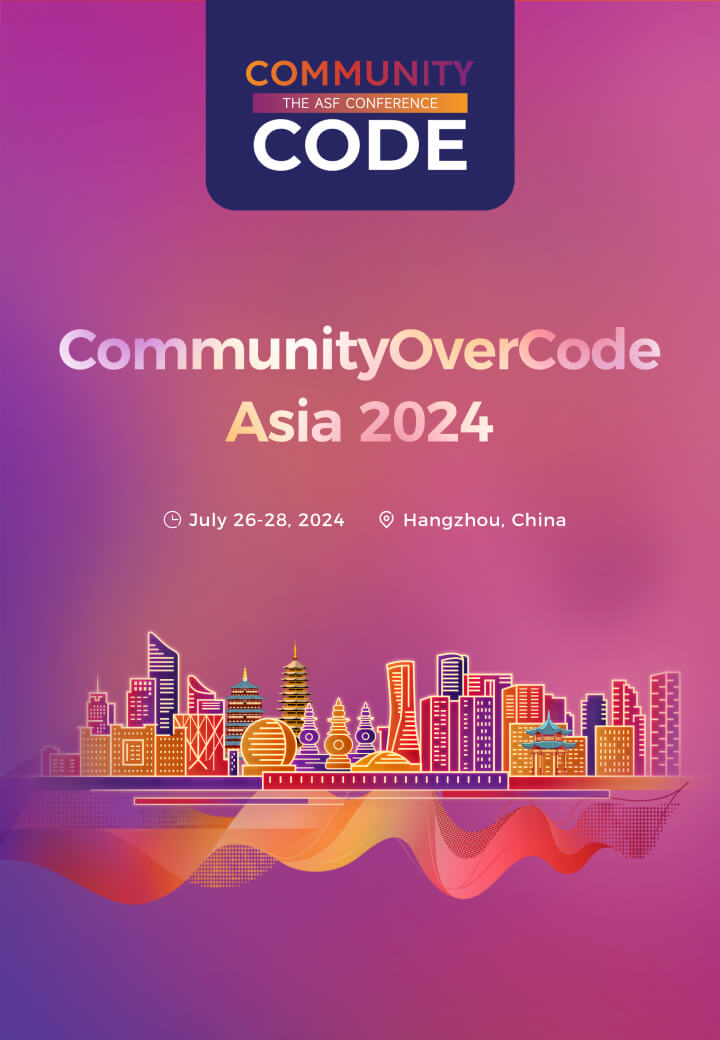 COMMUNITY
THE ASF CONFERENCE
CODE
CommunityOverCode
Asia 2024
July 26-28, 2024 Hangzhou, China